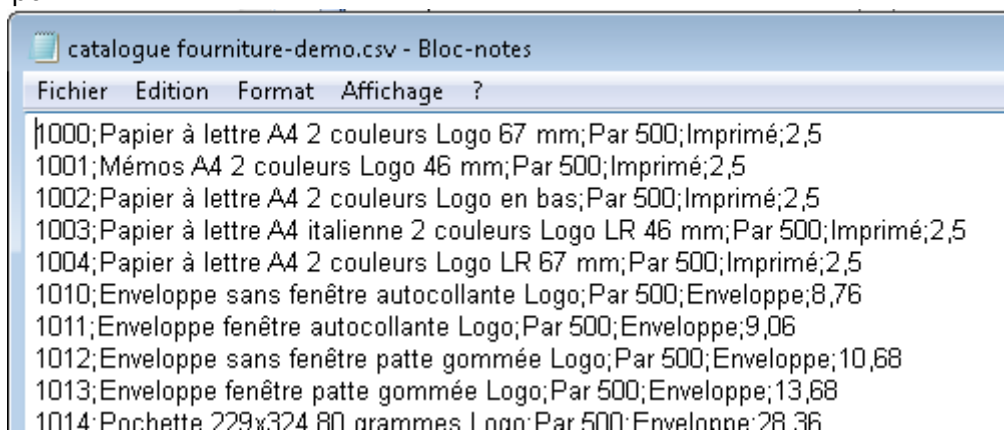 catalogue fourniture-demo.csv - Bloc-notes
Fichier Edition Format Affichage ?
1000;Papier à lettre A4 2 couleurs Logo 67 mm;Par 500;Imprimé;2,5
1001;Mémos A4 2 couleurs Logo 46 mm;Par 500;Imprimé;2,5
1002;Papier à lettre A4 2 couleurs Logo en bas;Par 500;Imprimé;2,5
1003;Papier à lettre A4 italienne 2 couleurs Logo LR 46 mm;Par 500;Imprimé;2,5
1004;Papier à lettre A4 2 couleurs Logo LR 67 mm;Par 500;Imprimé;2,5
1010;Enveloppe sans fenêtre autocollante Logo;Par 500;Enveloppe;8,76
1011;Enveloppe fenêtre autocollante Logo;Par 500;Enveloppe;9,06
1012;Enveloppe sans fenêtre patte gommée Logo;Par 500;Enveloppe;10,68
1013;Enveloppe fenêtre patte gommée Logo;Par 500;Enveloppe;13,68
1014;Pochette 229x324 80 grammes Logo;Par 500;Enveloppe;28,36